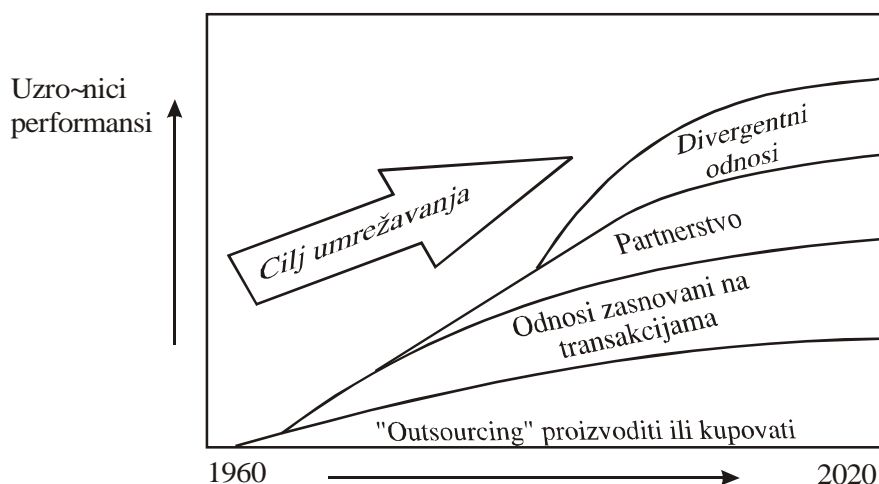 Uzro~nici
performansi
Divergentni
odnosi
Cilj umrežavanja
Partnerstvo
Odnosi zasnovani na
transakcijama
"Outsourcing" proizvoditi ili kupovati
1960
2020